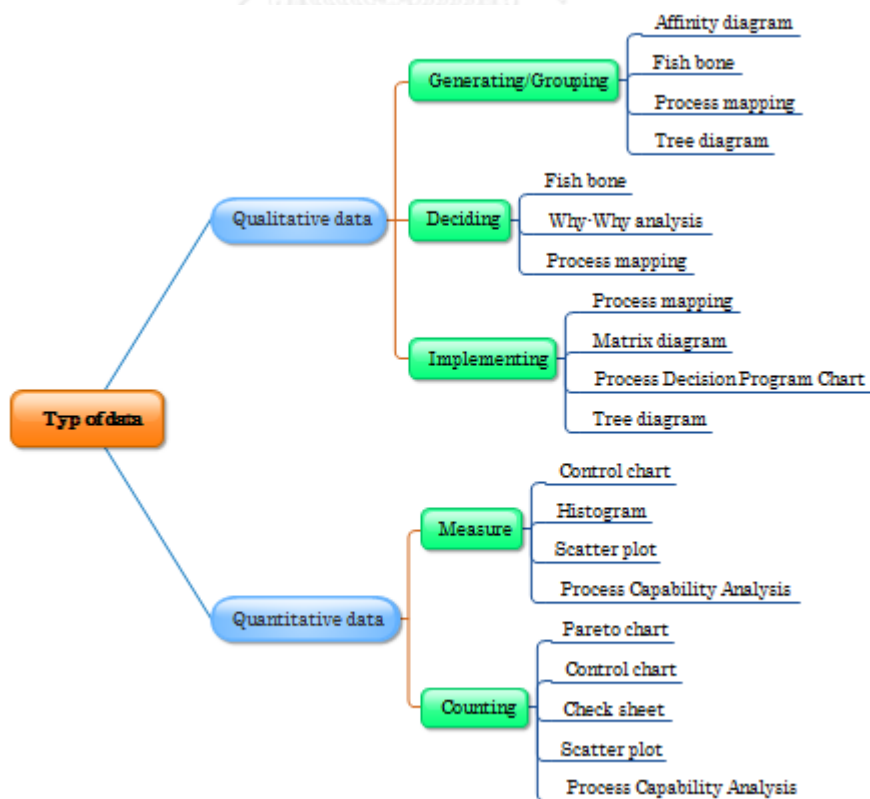 Typ of data
Qualitative data
Generating/Grouping
Affinity diagram
Fish bone
Process mapping
Tree diagram
Deciding
Fish bone
Why-Why analysis
Process mapping
Implementing
Process mapping
Matrix diagram
Process Decision Program Chart
Tree diagram
Quantitative data
Measure
Control chart
Histogram
Scatter plot
Process Capability Analysis
Counting
Pareto chart
Control chart
Check sheet
Scatter plot
Process Capability Analysis